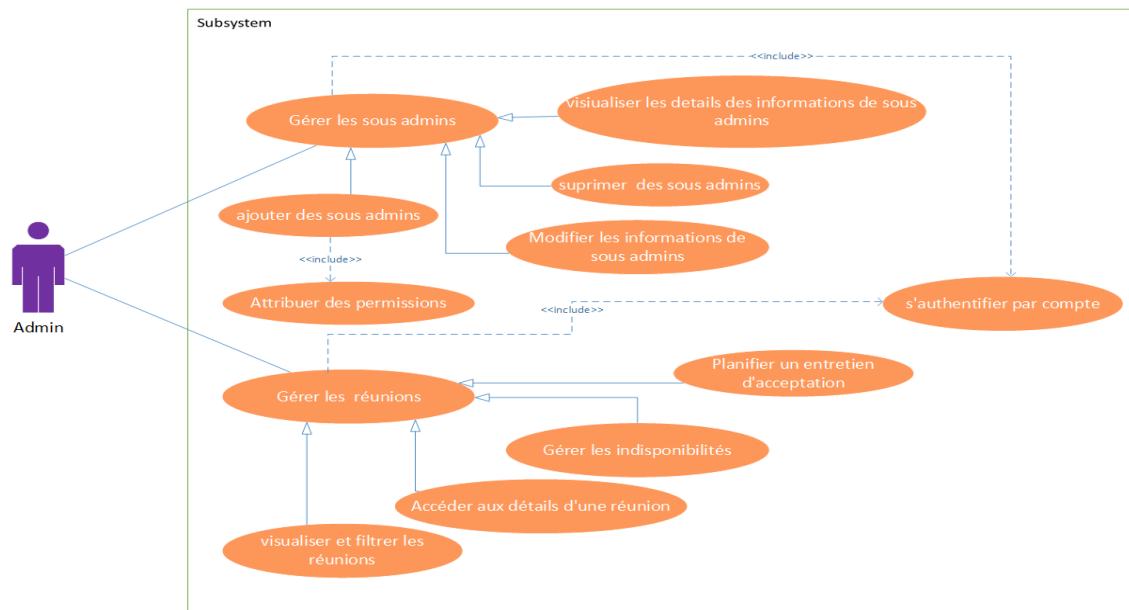 Subsystem
<<include>>
visiualiser les details des informations de sous
admins
Gérer les sous admins
suprimer des sous admins
ajouter des sous admins
Modifier les informations de
sous admins
<<include>>
Attribuer des permissions
<<include>>
s'authentifier par compte
Admin
Planifier un entretien
d'acceptation
Gérer les réunions
Gérer les indisponibilités
Accéder aux détails d'une réunion
visualiser et filtrer les
réunions